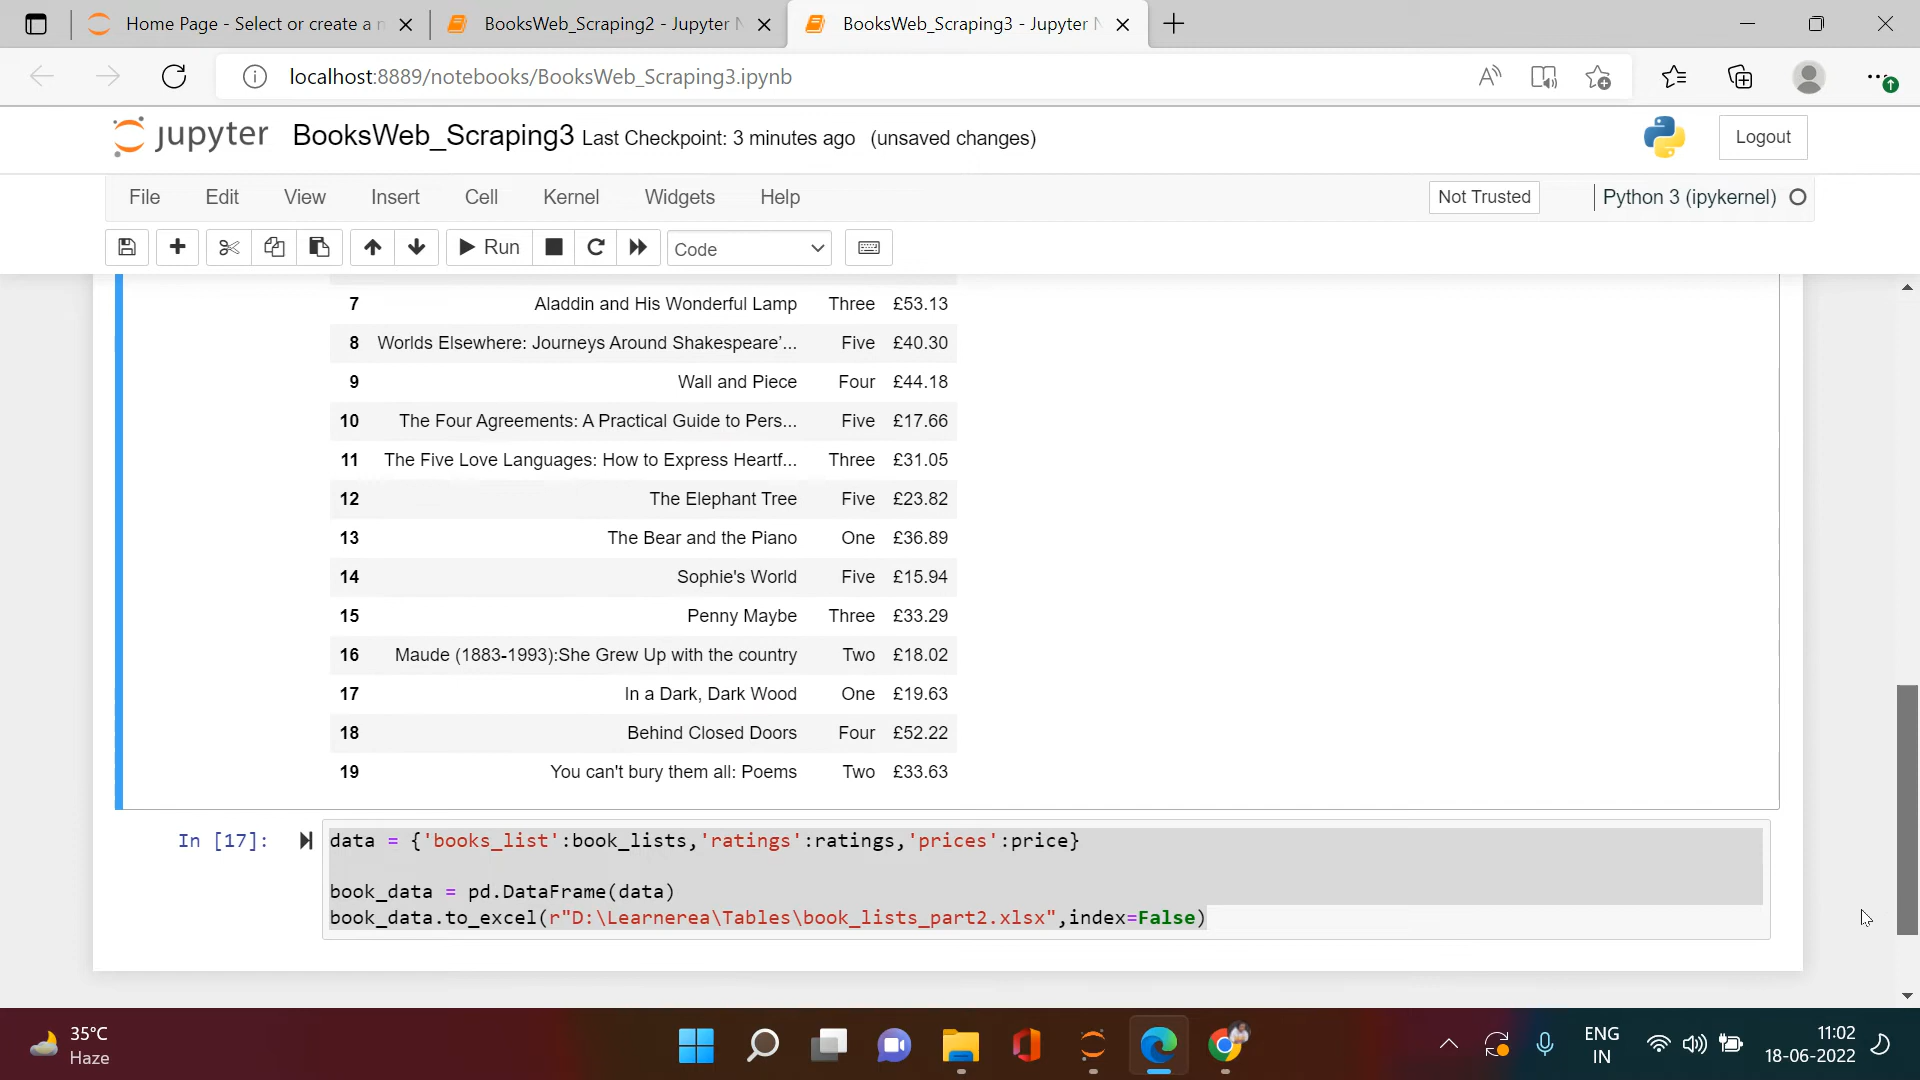 Home Page - Select or create a n
BooksWeb_Scraping2 - Jupyter N
BooksWeb_Scraping3 - Jupyter N
localhost:8889/notebooks/BooksWeb_Scraping3.ipynb
jupyter BooksWeb_Scraping3 Last Checkpoint: 3 minutes ago (unsaved changes)
Logout
File Edit View Insert Cell Kernel Widgets Help
Not Trusted
Python 3 (ipykernel)
Run
Code
7 Aladdin and His Wonderful Lamp Three £53.13
8 Worlds Elsewhere: Journeys Around Shakespeare’... Five £40.30
9 Wall and Piece Four £44.18
10 The Four Agreements: A Practical Guide to Pers... Five £17.66
11 The Five Love Languages: How to Express Heartf... Three £31.05
12 The Elephant Tree Five £23.82
13 The Bear and the Piano One £36.89
14 Sophie's World Five £15.94
15 Penny Maybe Three £33.29
16 Maude (1883-1993):She Grew Up with the country Two £18.02
17 In a Dark, Dark Wood One £19.63
18 Behind Closed Doors Four £52.22
19 You can't bury them all: Poems Two £33.63
In [17]: data = {'books_list':book_lists,'ratings':ratings,'prices':price}
book_data = pd.DataFrame(data)
book_data.to_excel(r"D:\Learnerea\Tables\book_lists_part2.xlsx",index=False)
35°C
Haze
ENG
IN
11:02
18-06-2022